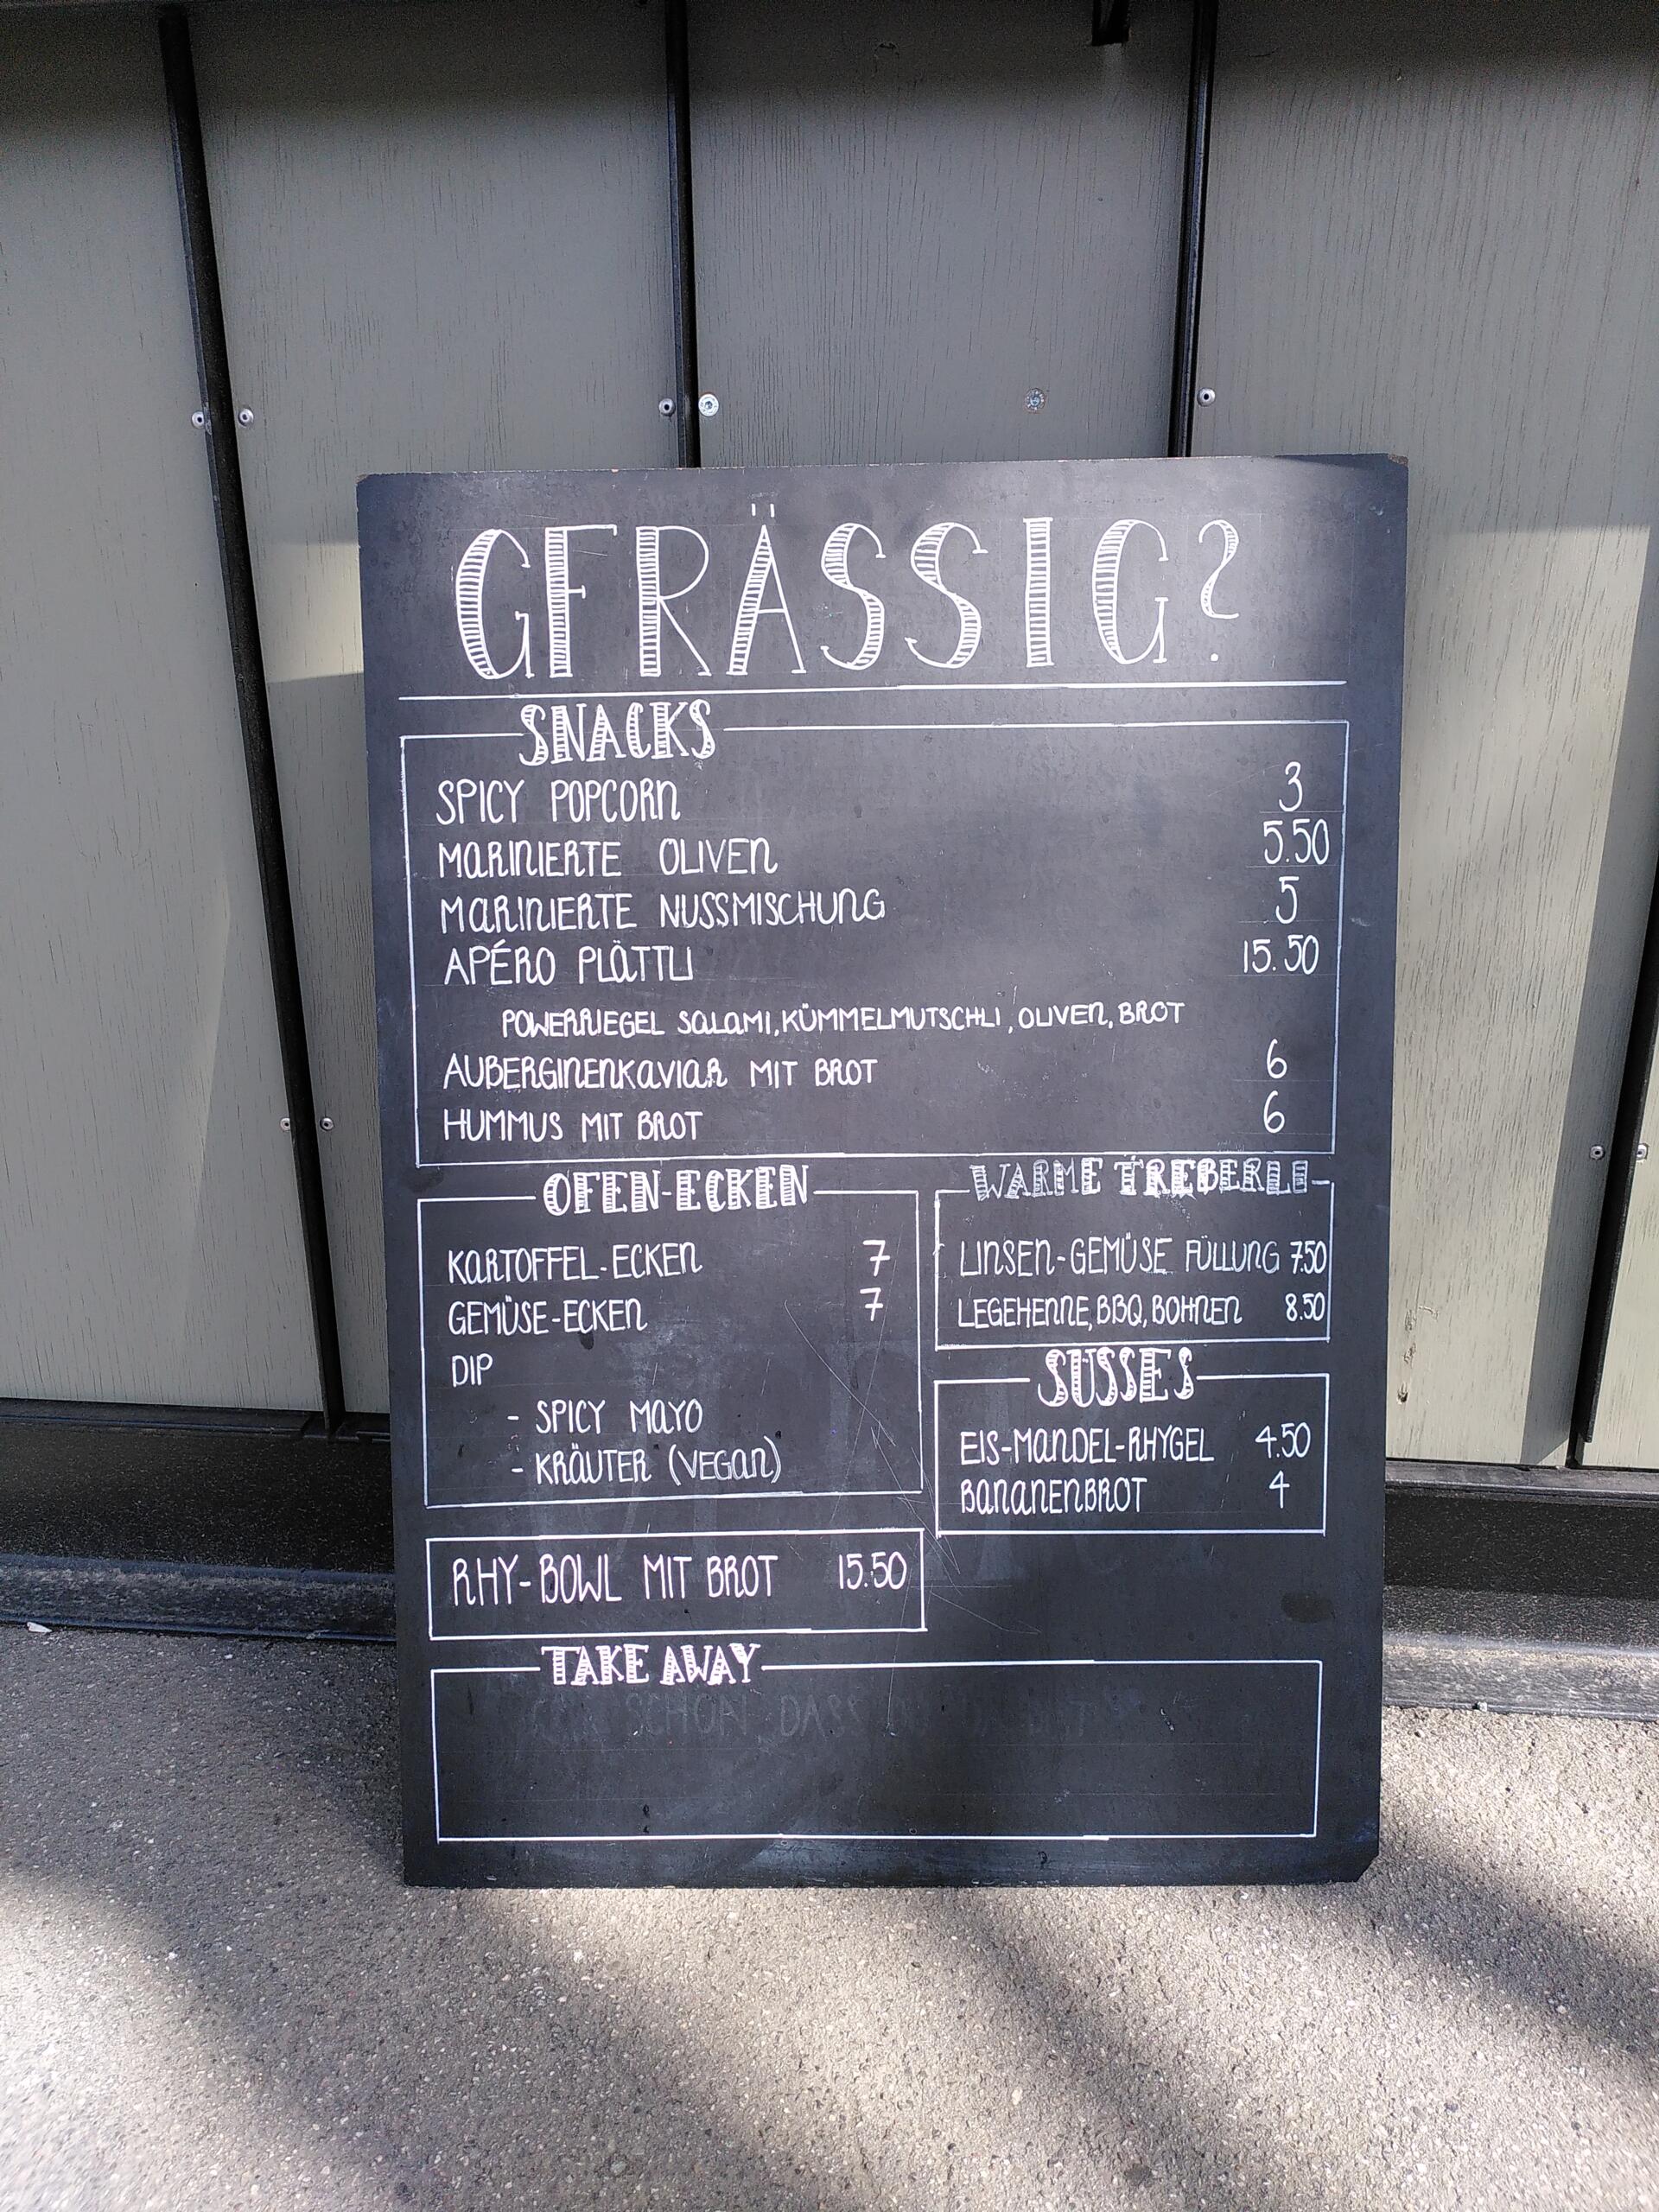 GFRÄSSIG?
SNACKS
SPICY POPCORN 3
MARINIERTE OLIVEN 5.50
MARINIERTE NUSSMISCHUNG 5
APÉRO PLÄTTLI 15.50
POWERRIEGEL SALAMI, KÜMMELMUTSCHLI, OLIVEN, BROT
AUBERGINENKAVIAR MIT BROT 6
HUMMUS MIT BROT 6
OFEN-ECKEN
KARTOFFEL-ECKEN 7
GEMÜSE-ECKEN 7
DIP
- SPICY MAYO
- KRÄUTER (VEGAN)
RHY-BOWL MIT BROT 15.50
WARME TREBERLI
LINSEN-GEMÜSE FÜLLUNG 7.50
LEGEHENNE, BBQ, BOHNEN 8.50
SÜSSES
EIS-MANDEL-RHYGEL 4.50
BANANENBROT 4
TAKE AWAY
SCHÖN DASS